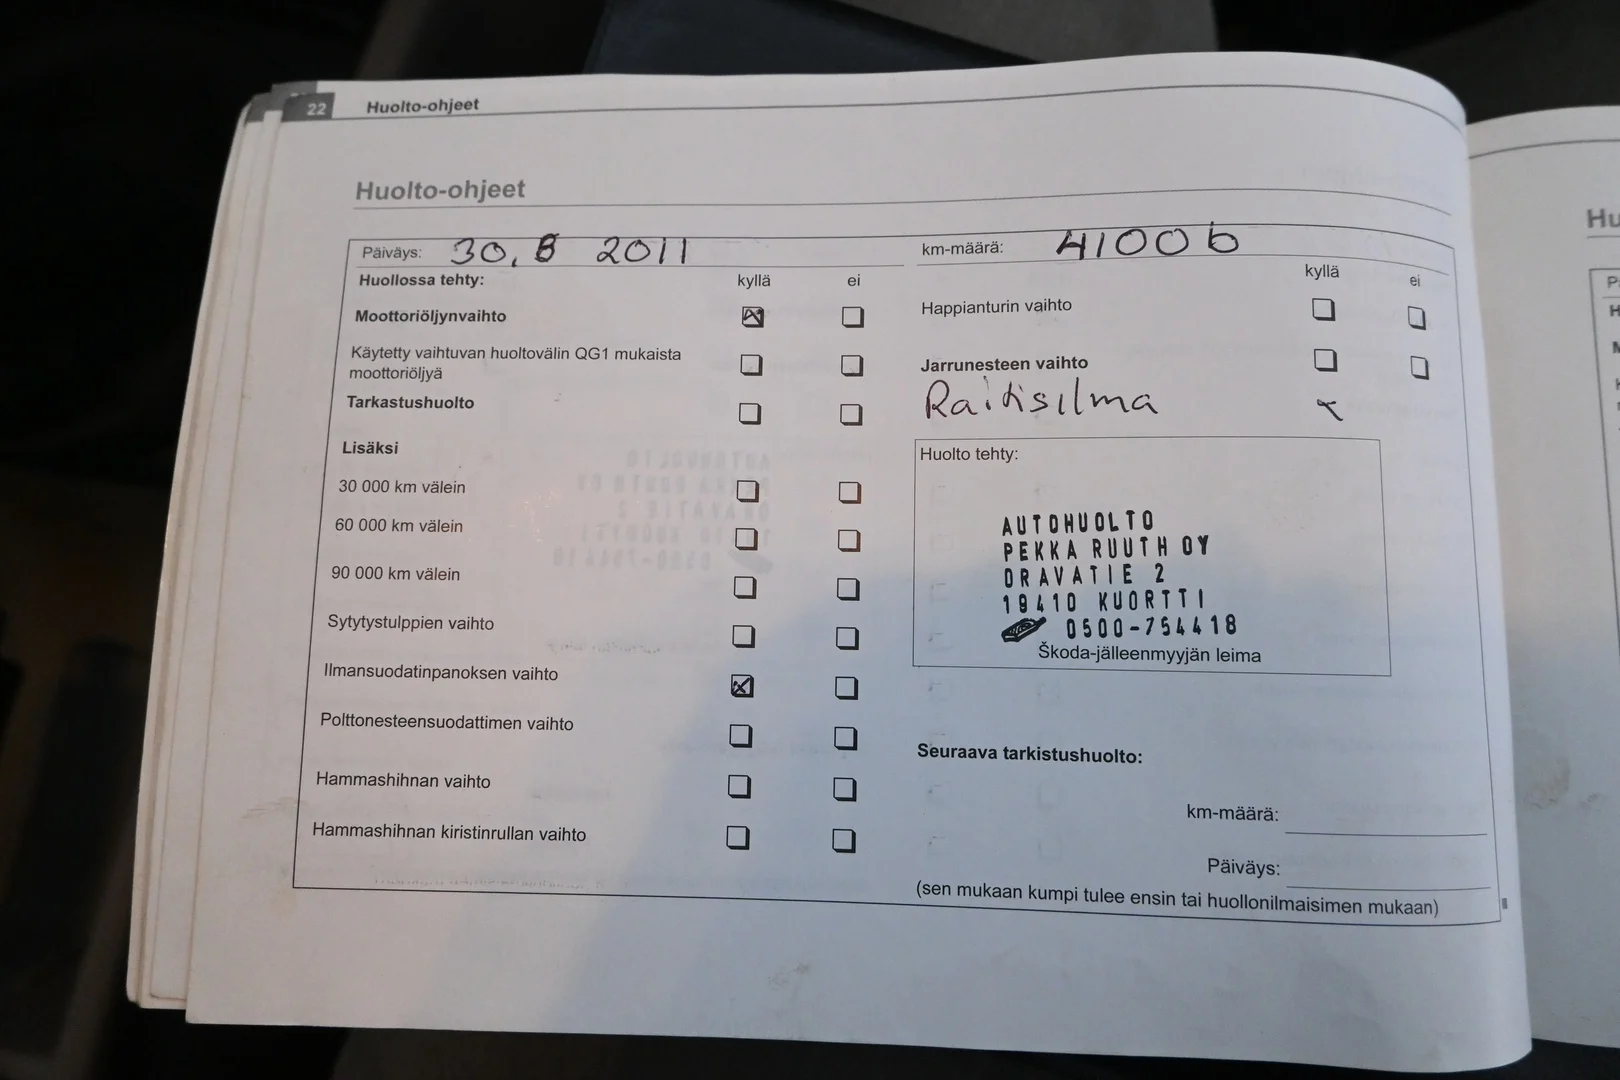 22 Huolto-ohjeet
Huolto-ohjeet
Päiväys: 30.8 2011
km-määrä: 41006
Huollossa tehty: kyllä ei
Moottoriöljynvaihto
Käytetty vaihtuvan huoltovälin QG1 mukaista
moottoriöljyä
Tarkastushuolto
Lisäksi
30 000 km välein
60 000 km välein
90 000 km välein
Sytytystulppien vaihto
Ilmansuodatinpanoksen vaihto
Polttonesteensuodattimen vaihto
Hammashihnan vaihto
Hammashihnan kiristinrullan vaihto
kyllä ei
Happianturin vaihto
Jarrunesteen vaihto
Raitisilma
Huolto tehty:
AUTOHUOLTO
PEKKA RUUTH OY
ORAVATIE 2
19410 KUORTTI
0500-754418
Škoda-jälleenmyyjän leima
Seuraava tarkistushuolto:
km-määrä:
Päiväys:
(sen mukaan kumpi tulee ensin tai huollonilmaisimen mukaan)
Hu